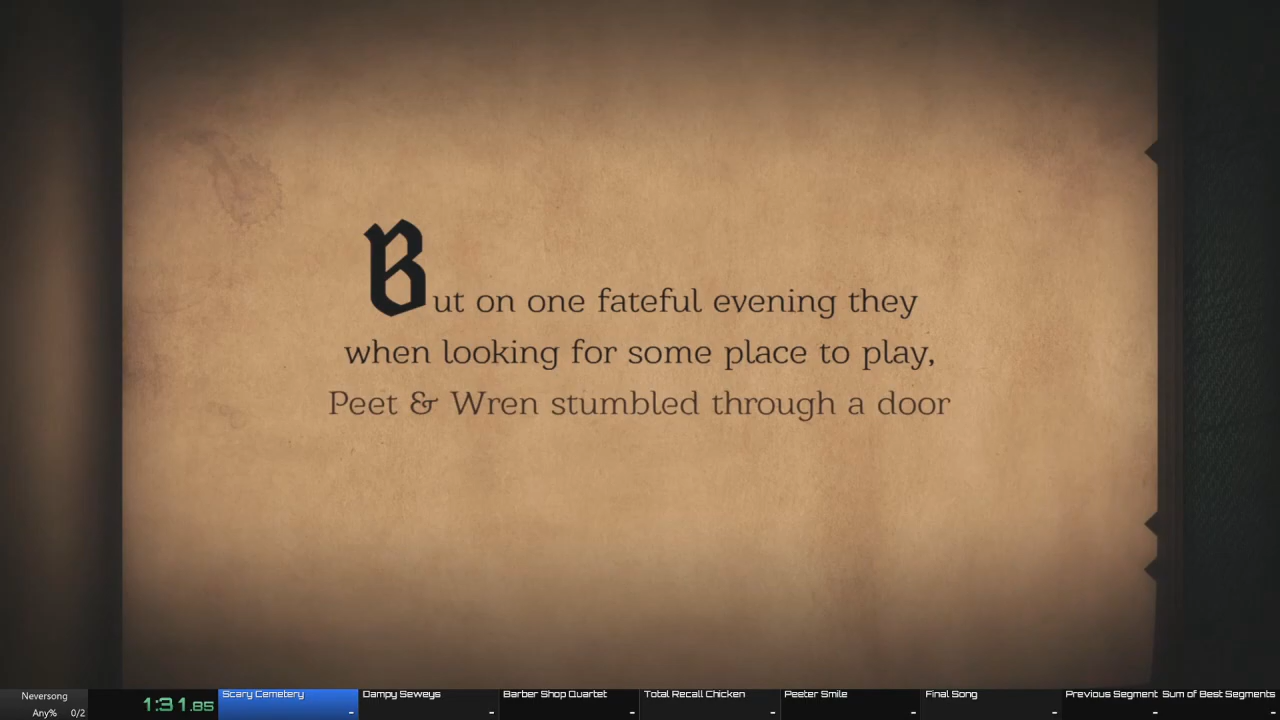 But on one fateful evening they
when looking for some place to play,
Peet & Wren stumbled through a door
Neversong
Any% 0/2
1:31.85
Scary Cemetery -
Dampy Seweys -
Barber Shop Quartet -
Total Recall Chicken -
Peeter Smile -
Final Song -
Previous Segment -
Sum of Best Segments -